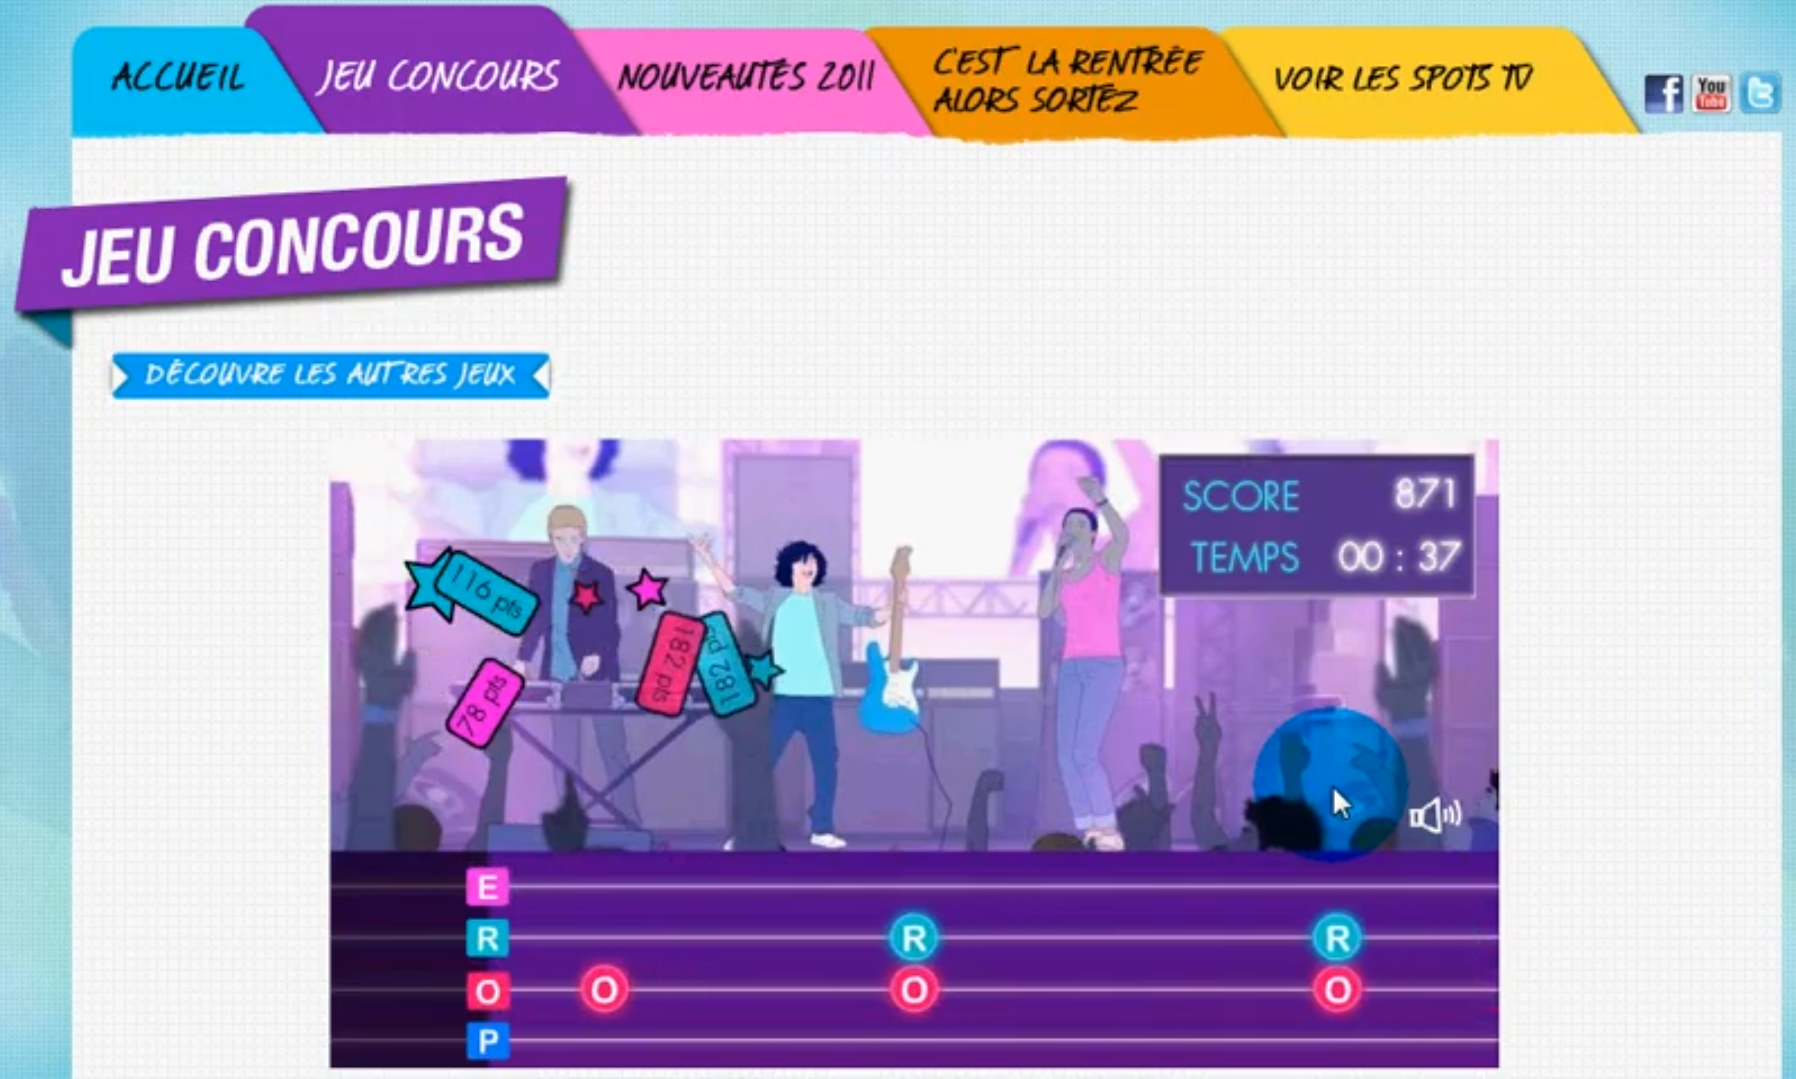 ACCUEIL
JEU CONCOURS
NOUVEAUTÉS 2011
C'EST LA RENTRÉE
ALORS SORTEZ
VOIR LES SPOTS TV
f
You
Tube
t
JEU CONCOURS
DÉCOUVRE LES AUTRES JEUX
SCORE 871
TEMPS 00 : 37
116 pts
182 pts
182 pts
78 pts
E
R R R
O O O O
P